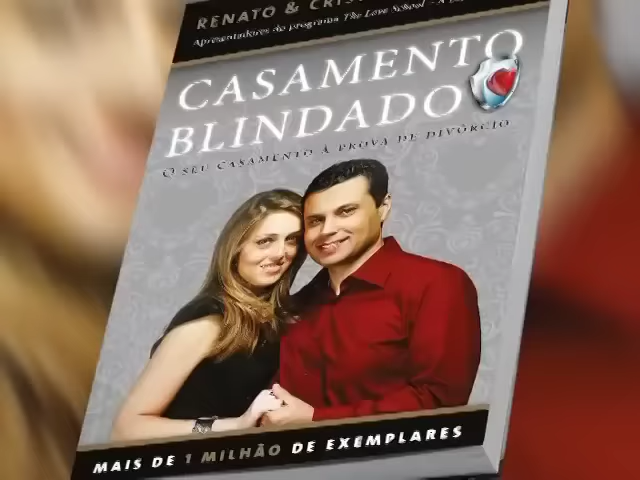 RENATO & CRIS
Apresentadores do programa The Love School - A
CASAMENTO
BLINDADO
O SEU CASAMENTO À PROVA DE DIVÓRCIO
MAIS DE 1 MILHÃO DE EXEMPLARES